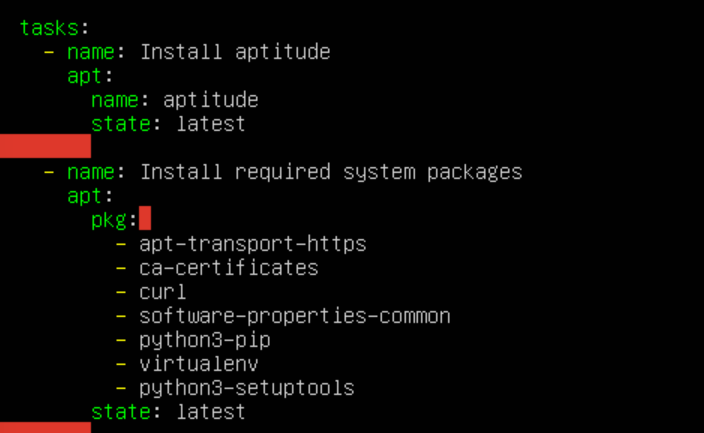 tasks:
- name: Install aptitude
apt:
name: aptitude
state: latest
- name: Install required system packages
apt:
pkg:
- apt-transport-https
- ca-certificates
- curl
- software-properties-common
- python3-pip
- virtualenv
- python3-setuptools
state: latest